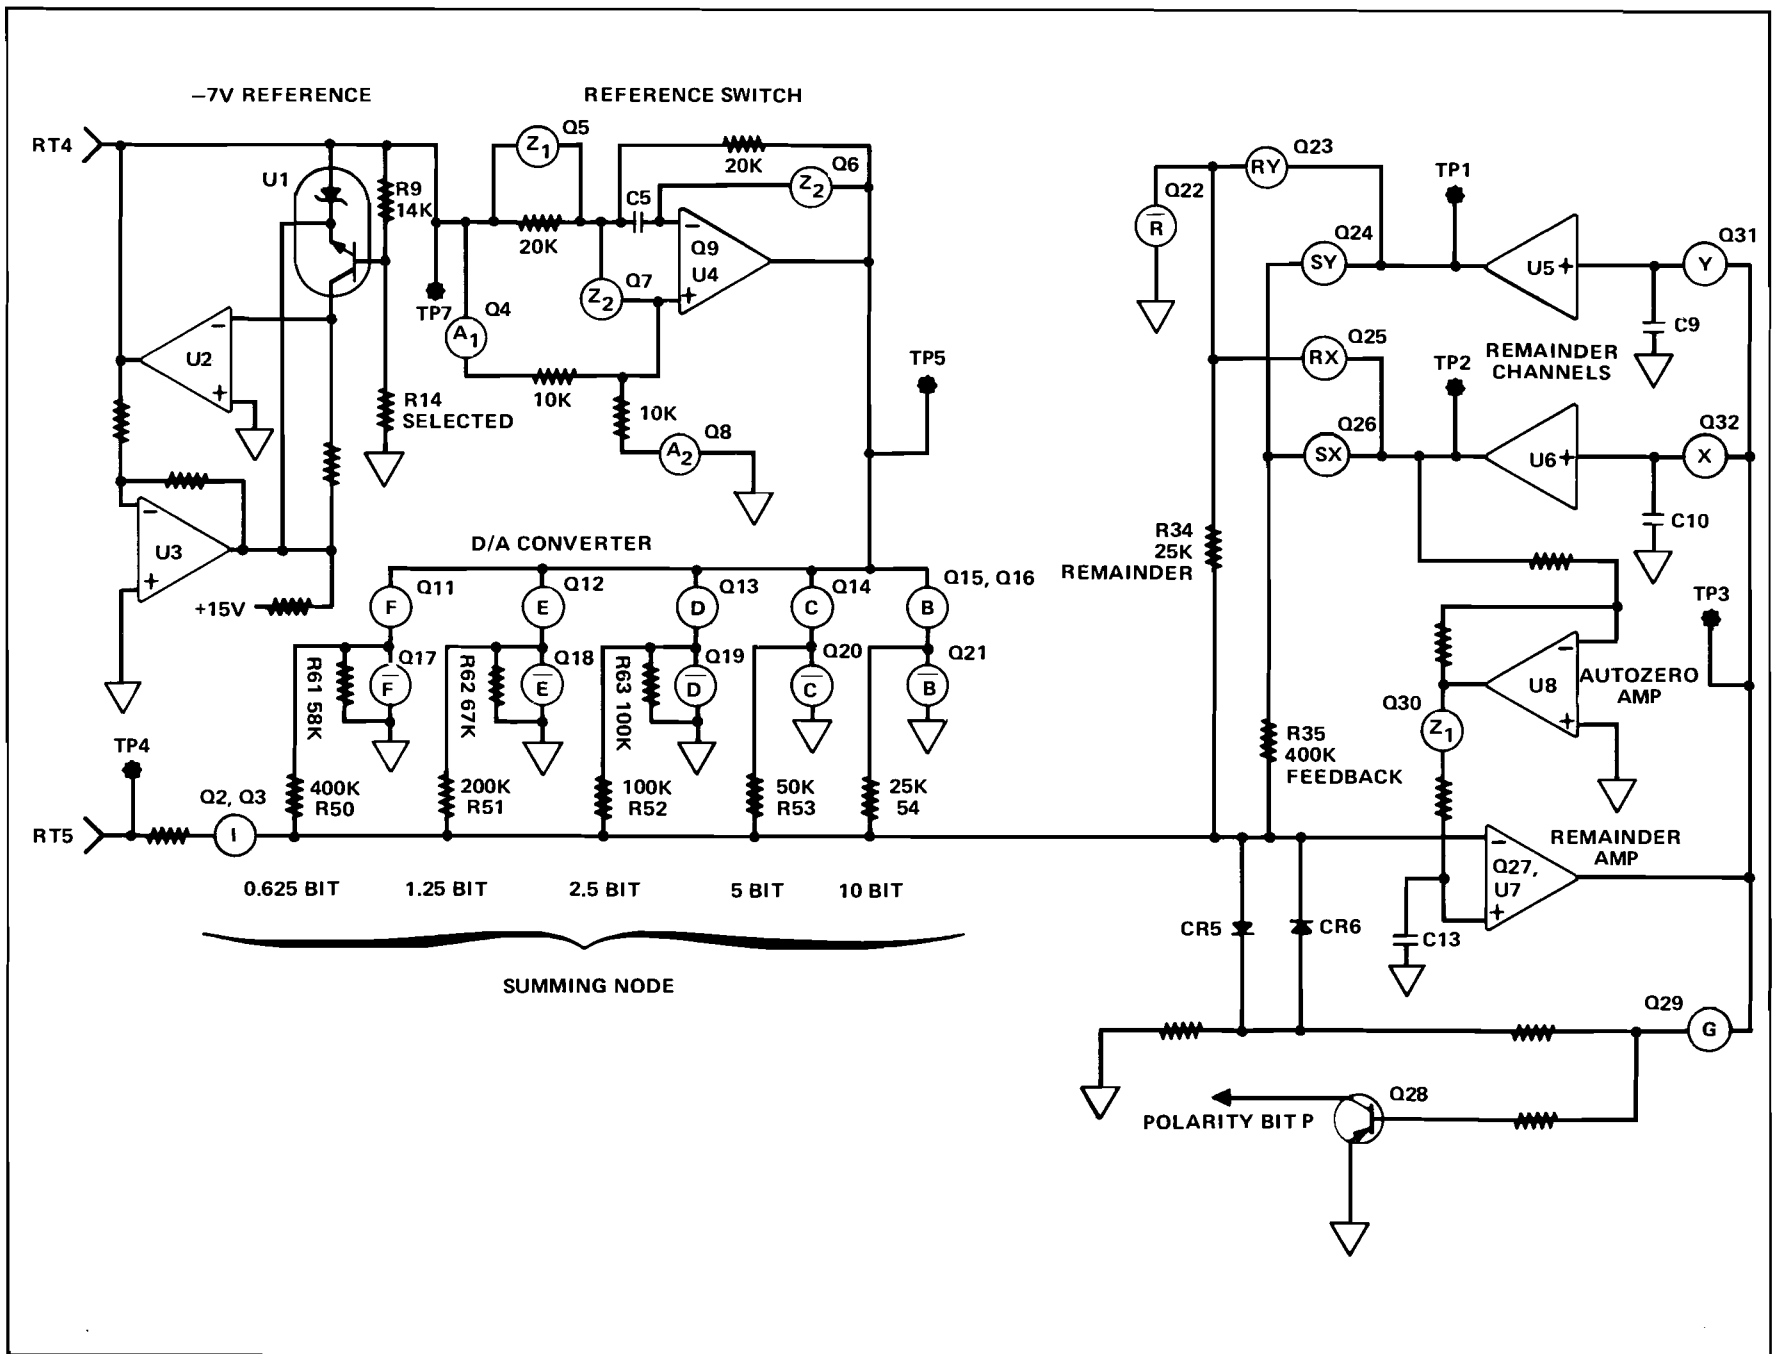 -7V REFERENCE
REFERENCE SWITCH
RT4
U1
R9
14K
Z1
Q5
20K
Q6
Z2
C5
20K
Q7
Z2
-
Q9
U4
+
TP7
Q4
A1
10K
10K
Q8
A2
R14
SELECTED
-
U2
+
-
U3
+
+15V
TP5
D/A CONVERTER
F
Q11
E
Q12
D
Q13
C
Q14
B
Q15, Q16
R61 58K
F
Q17
R62 67K
E
Q18
R63 100K
D
Q19
C
Q20
B
Q21
TP4
RT5
Q2, Q3
I
400K
R50
200K
R51
100K
R52
50K
R53
25K
54
0.625 BIT
1.25 BIT
2.5 BIT
5 BIT
10 BIT
SUMMING NODE
Q22
R
RY
Q23
TP1
Q24
SY
U5
+
Q31
Y
C9
REMAINDER
CHANNELS
Q25
RX
TP2
Q26
SX
U6
+
Q32
X
C10
R34
25K
REMAINDER
TP3
-
U8
+
AUTOZERO
AMP
Q30
Z1
R35
400K
FEEDBACK
REMAINDER
AMP
-
Q27,
U7
+
CR5
CR6
C13
Q29
G
POLARITY BIT P
Q28